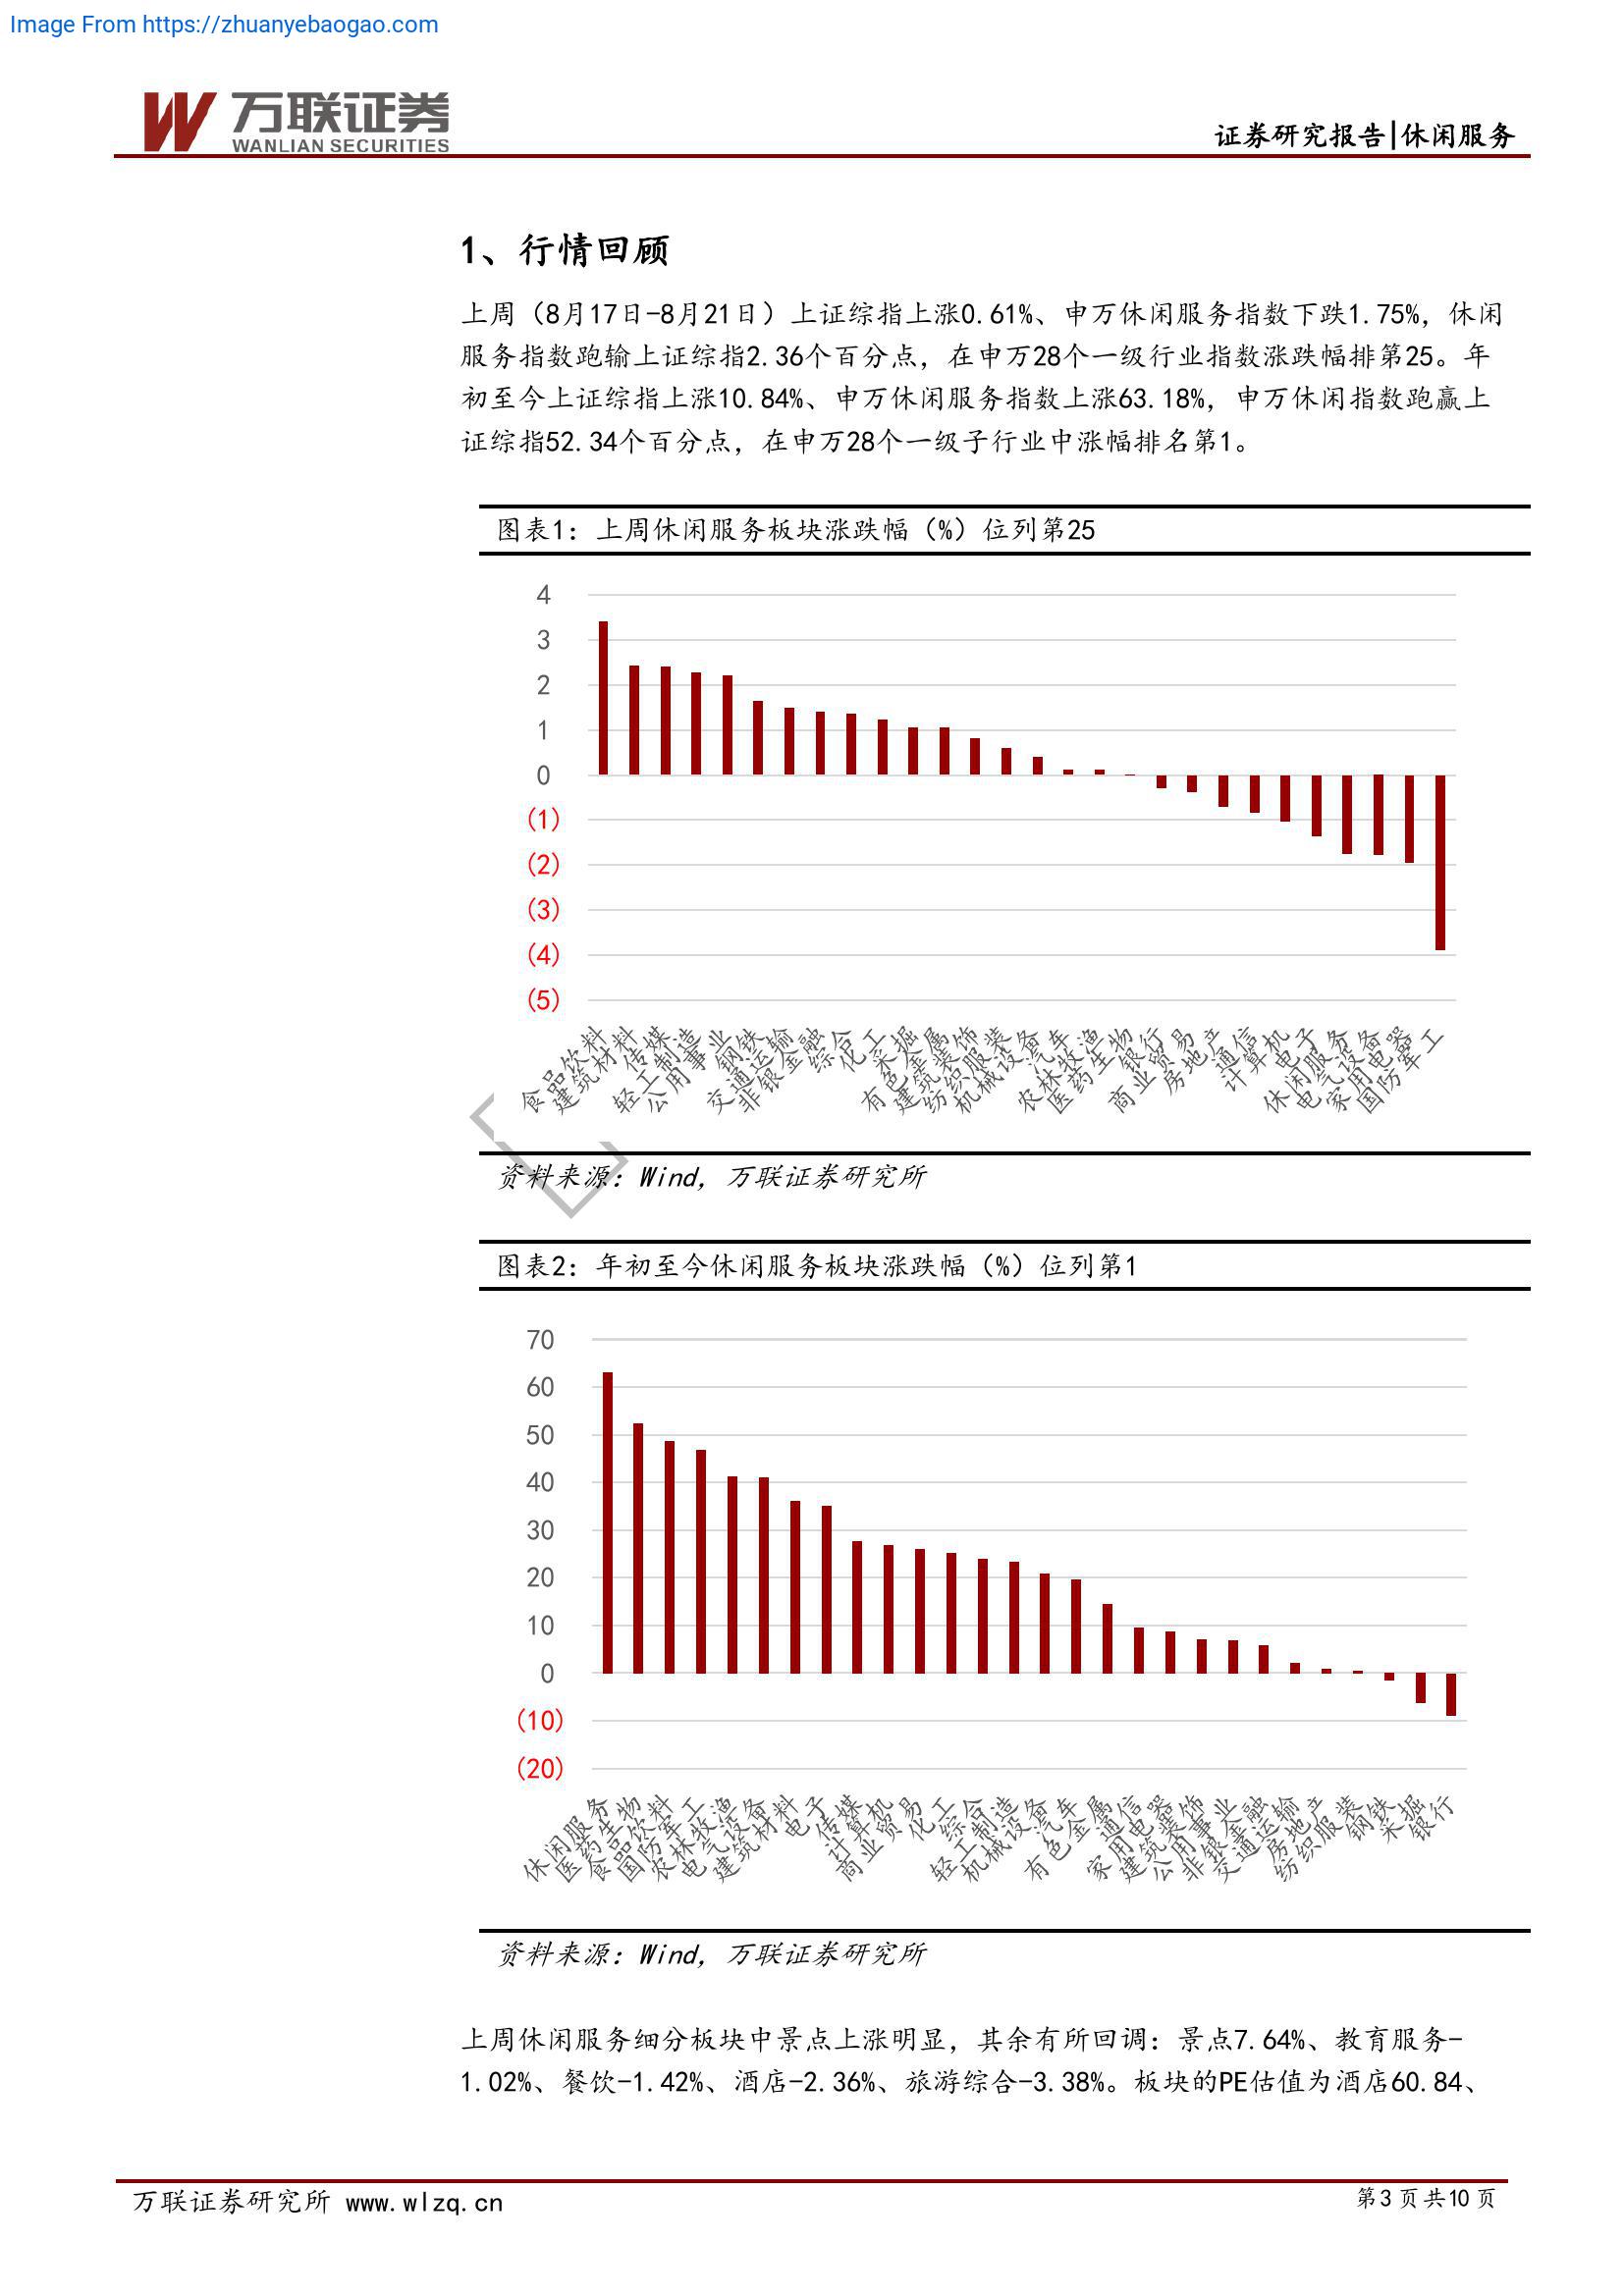 Image From https://zhuanyebaogao.com
万联证券
WANLIAN SECURITIES
证券研究报告|休闲服务
1、行情回顾
上周（8月17日-8月21日）上证综指上涨0.61%、申万休闲服务指数下跌1.75%，休闲
服务指数跑输上证综指2.36个百分点，在申万28个一级行业指数涨跌幅排第25。年
初至今上证综指上涨10.84%、申万休闲服务指数上涨63.18%，申万休闲指数跑赢上
证综指52.34个百分点，在申万28个一级子行业中涨幅排名第1。
图表1：上周休闲服务板块涨跌幅（%）位列第25
4
3
2
1
0
(1)
(2)
(3)
(4)
(5)
食品饮料
建筑材料
传媒
轻工制造
公用事业
钢铁
交通运输
非银金融
综合
化工
采掘
有色金属
建筑装饰
纺织服装
机械设备
汽车
农林牧渔
医药生物
银行
商业贸易
房地产
通信
计算机
电子
休闲服务
电气设备
家用电器
国防军工
资料来源：Wind，万联证券研究所
图表2：年初至今休闲服务板块涨跌幅（%）位列第1
70
60
50
40
30
20
10
0
(10)
(20)
休闲服务
医药生物
食品饮料
国防军工
农林牧渔
电气设备
建筑材料
电子
传媒
计算机
商业贸易
化工
综合
轻工制造
机械设备
汽车
有色金属
通信
家用电器
建筑装饰
公用事业
非银金融
交通运输
房地产
纺织服装
钢铁
采掘
银行
资料来源：Wind，万联证券研究所
上周休闲服务细分板块中景点上涨明显，其余有所回调：景点7.64%、教育服务-
1.02%、餐饮-1.42%、酒店-2.36%、旅游综合-3.38%。板块的PE估值为酒店60.84、
万联证券研究所 www.wlzq.cn
第3页共10页